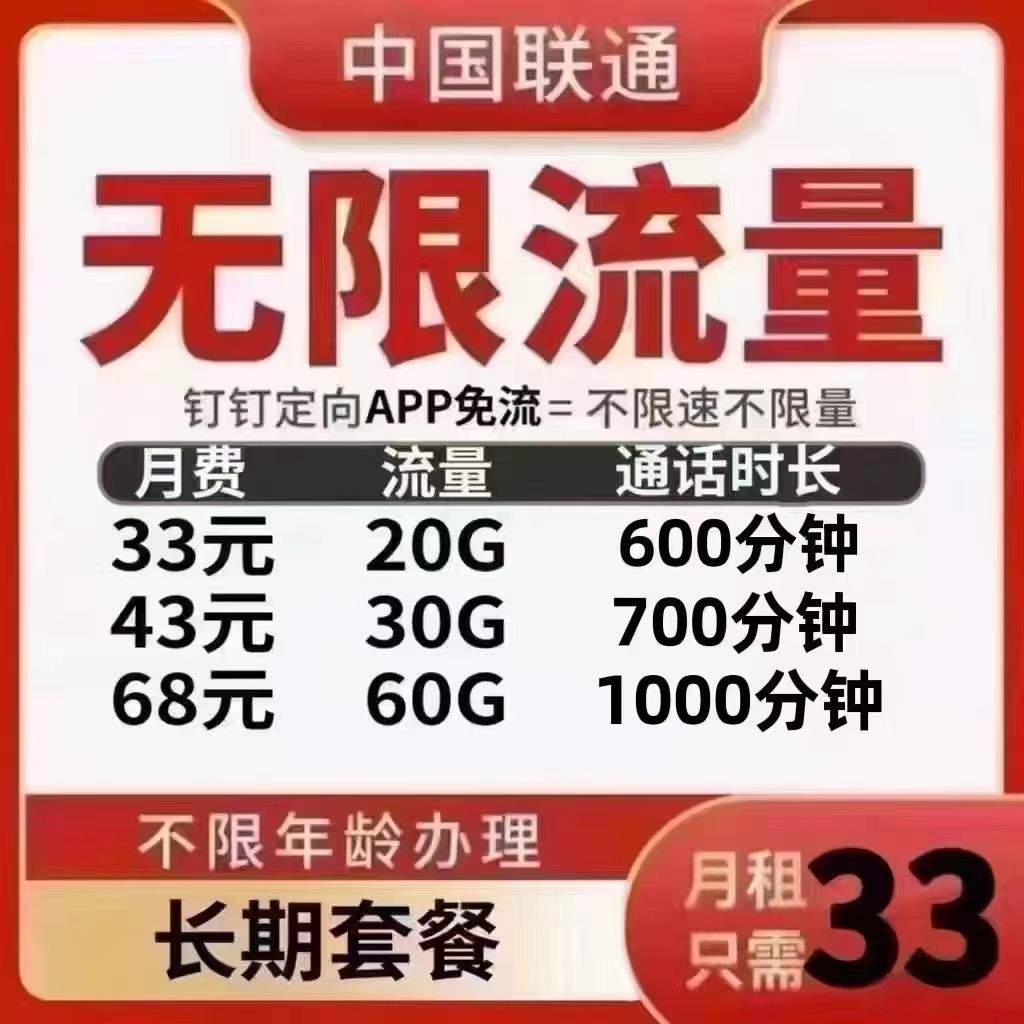 中国联通
无限流量
钉钉定向APP免流=不限速不限量
月费 流量 通话时长
33元 20G 600分钟
43元 30G 700分钟
68元 60G 1000分钟
不限年龄办理
长期套餐
月租只需33